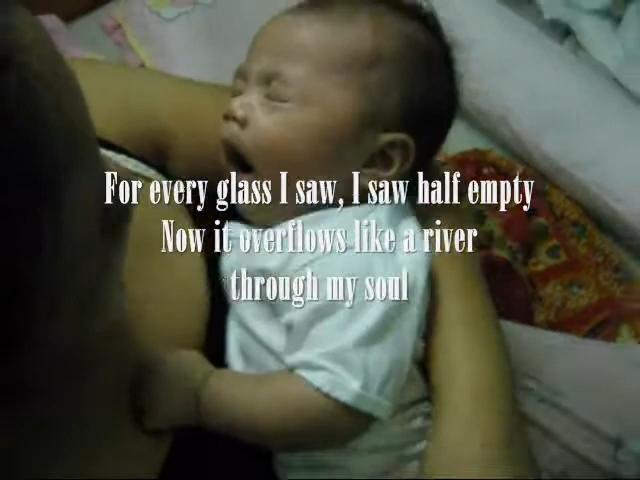 For every glass I saw, I saw half empty
Now it overflows like a river
through my soul